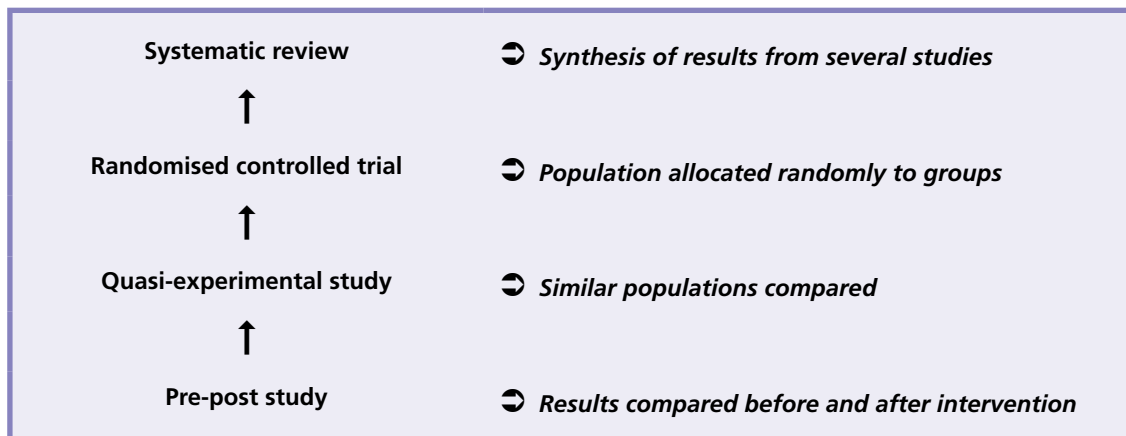 Systematic review
➲ Synthesis of results from several studies
↑
Randomised controlled trial
➲ Population allocated randomly to groups
↑
Quasi-experimental study
➲ Similar populations compared
↑
Pre-post study
➲ Results compared before and after intervention